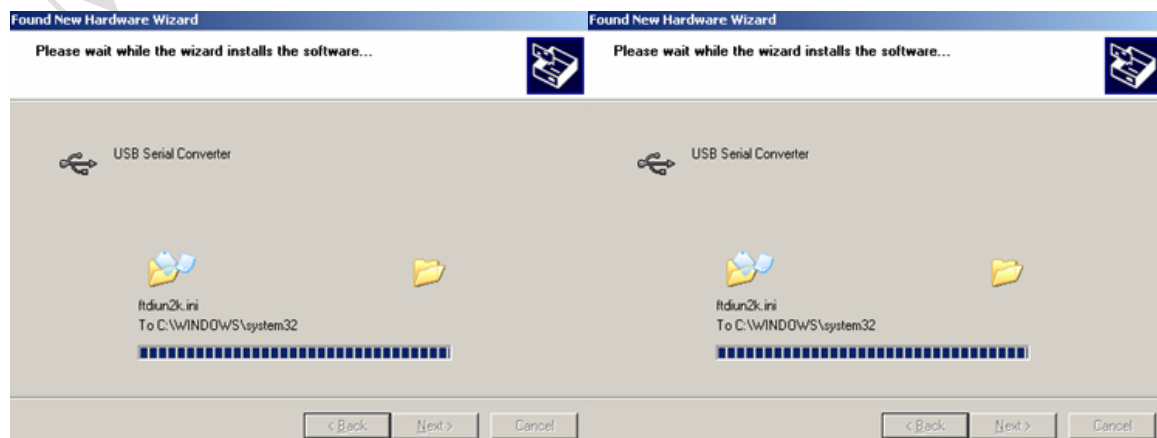 Found New Hardware Wizard
Please wait while the wizard installs the software...
USB Serial Converter
ftdiun2k.ini
To C:\WINDOWS\system32
< Back Next > Cancel
Found New Hardware Wizard
Please wait while the wizard installs the software...
USB Serial Converter
ftdiun2k.ini
To C:\WINDOWS\system32
< Back Next > Cancel